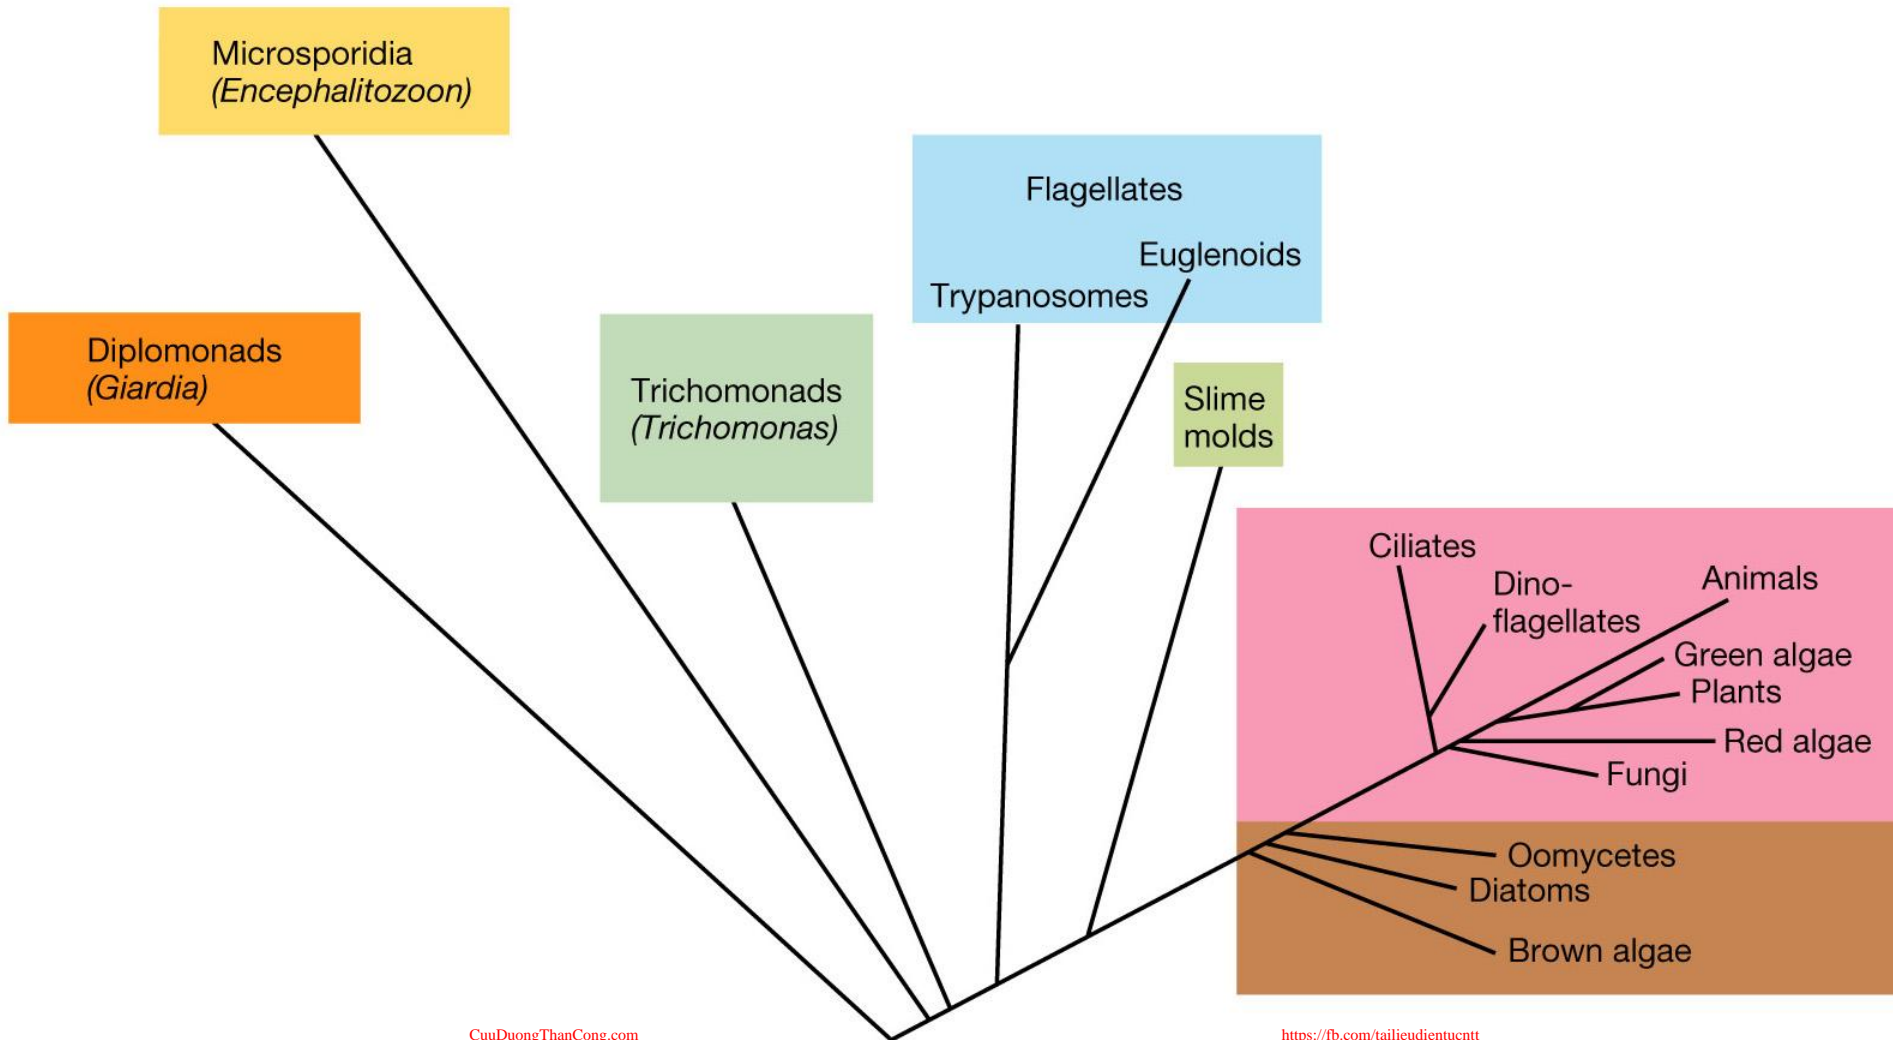 Microsporidia
(Encephalitozoon)
Flagellates
Euglenoids
Trypanosomes
Diplomonads
(Giardia)
Trichomonads
(Trichomonas)
Slime
molds
Ciliates
Dino-
flagellates
Animals
Green algae
Plants
Red algae
Fungi
Oomycetes
Diatoms
Brown algae
CuuDuongThanCong.com
https://fb.com/tailieudientucntt